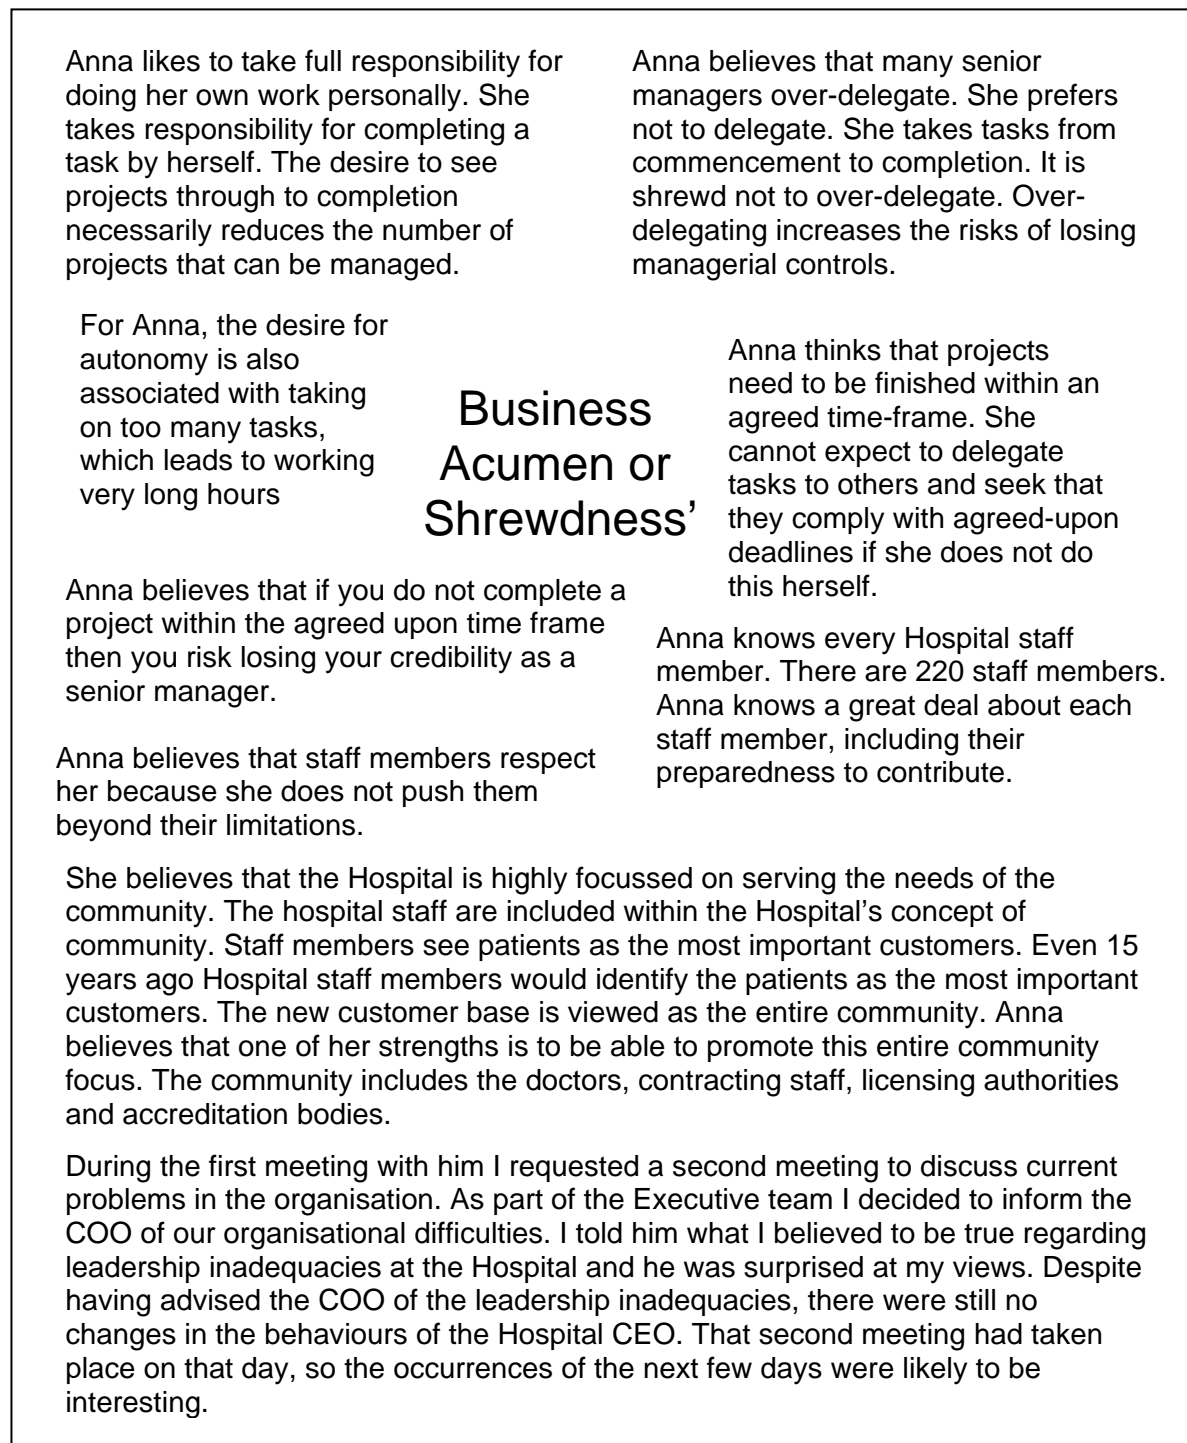 Anna likes to take full responsibility for
doing her own work personally. She
takes responsibility for completing a
task by herself. The desire to see
projects through to completion
necessarily reduces the number of
projects that can be managed.
Anna believes that many senior
managers over-delegate. She prefers
not to delegate. She takes tasks from
commencement to completion. It is
shrewd not to over-delegate. Over-
delegating increases the risks of losing
managerial controls.
For Anna, the desire for
autonomy is also
associated with taking
on too many tasks,
which leads to working
very long hours
Business
Acumen or
Shrewdness’
Anna thinks that projects
need to be finished within an
agreed time-frame. She
cannot expect to delegate
tasks to others and seek that
they comply with agreed-upon
deadlines if she does not do
this herself.
Anna believes that if you do not complete a
project within the agreed upon time frame
then you risk losing your credibility as a
senior manager.
Anna knows every Hospital staff
member. There are 220 staff members.
Anna knows a great deal about each
staff member, including their
preparedness to contribute.
Anna believes that staff members respect
her because she does not push them
beyond their limitations.
She believes that the Hospital is highly focussed on serving the needs of the
community. The hospital staff are included within the Hospital’s concept of
community. Staff members see patients as the most important customers. Even 15
years ago Hospital staff members would identify the patients as the most important
customers. The new customer base is viewed as the entire community. Anna
believes that one of her strengths is to be able to promote this entire community
focus. The community includes the doctors, contracting staff, licensing authorities
and accreditation bodies.
During the first meeting with him I requested a second meeting to discuss current
problems in the organisation. As part of the Executive team I decided to inform the
COO of our organisational difficulties. I told him what I believed to be true regarding
leadership inadequacies at the Hospital and he was surprised at my views. Despite
having advised the COO of the leadership inadequacies, there were still no
changes in the behaviours of the Hospital CEO. That second meeting had taken
place on that day, so the occurrences of the next few days were likely to be
interesting.